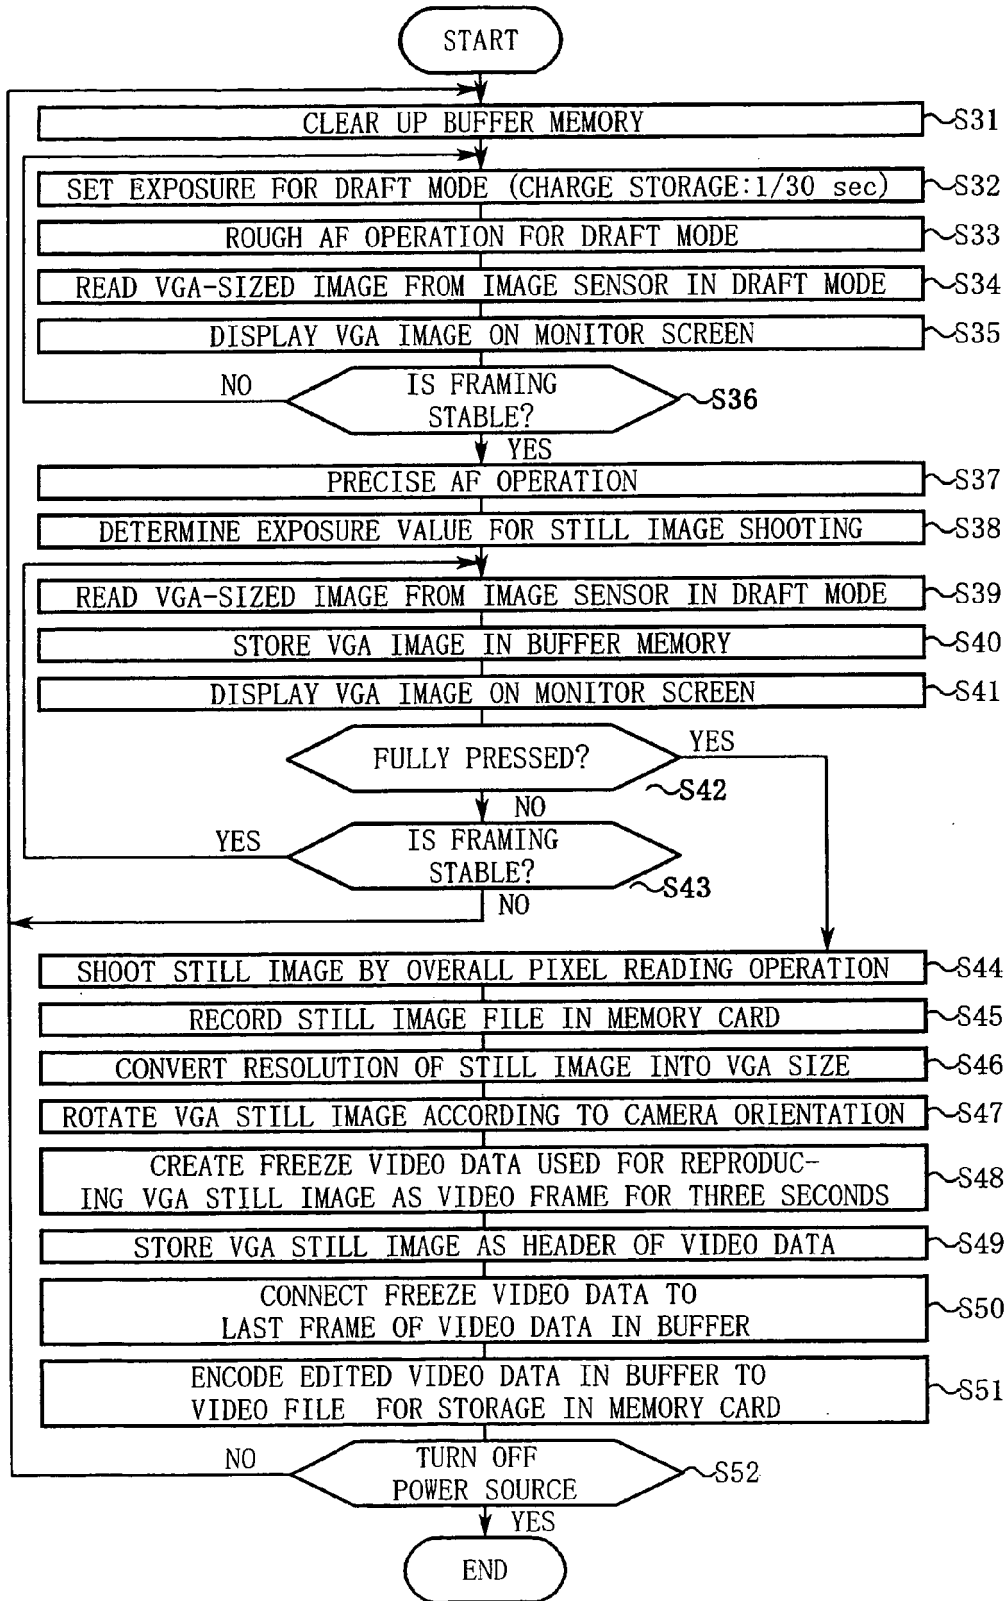 START
CLEAR UP BUFFER MEMORY
S31
SET EXPOSURE FOR DRAFT MODE (CHARGE STORAGE:1/30 sec)
S32
ROUGH AF OPERATION FOR DRAFT MODE
S33
READ VGA-SIZED IMAGE FROM IMAGE SENSOR IN DRAFT MODE
S34
DISPLAY VGA IMAGE ON MONITOR SCREEN
S35
NO
IS FRAMING
STABLE?
S36
YES
PRECISE AF OPERATION
S37
DETERMINE EXPOSURE VALUE FOR STILL IMAGE SHOOTING
S38
READ VGA-SIZED IMAGE FROM IMAGE SENSOR IN DRAFT MODE
S39
STORE VGA IMAGE IN BUFFER MEMORY
S40
DISPLAY VGA IMAGE ON MONITOR SCREEN
S41
FULLY PRESSED?
YES
S42
NO
YES
IS FRAMING
STABLE?
S43
NO
SHOOT STILL IMAGE BY OVERALL PIXEL READING OPERATION
S44
RECORD STILL IMAGE FILE IN MEMORY CARD
S45
CONVERT RESOLUTION OF STILL IMAGE INTO VGA SIZE
S46
ROTATE VGA STILL IMAGE ACCORDING TO CAMERA ORIENTATION
S47
CREATE FREEZE VIDEO DATA USED FOR REPRODUC-
ING VGA STILL IMAGE AS VIDEO FRAME FOR THREE SECONDS
S48
STORE VGA STILL IMAGE AS HEADER OF VIDEO DATA
S49
CONNECT FREEZE VIDEO DATA TO
LAST FRAME OF VIDEO DATA IN BUFFER
S50
ENCODE EDITED VIDEO DATA IN BUFFER TO
VIDEO FILE FOR STORAGE IN MEMORY CARD
S51
NO
TURN OFF
POWER SOURCE
S52
YES
END